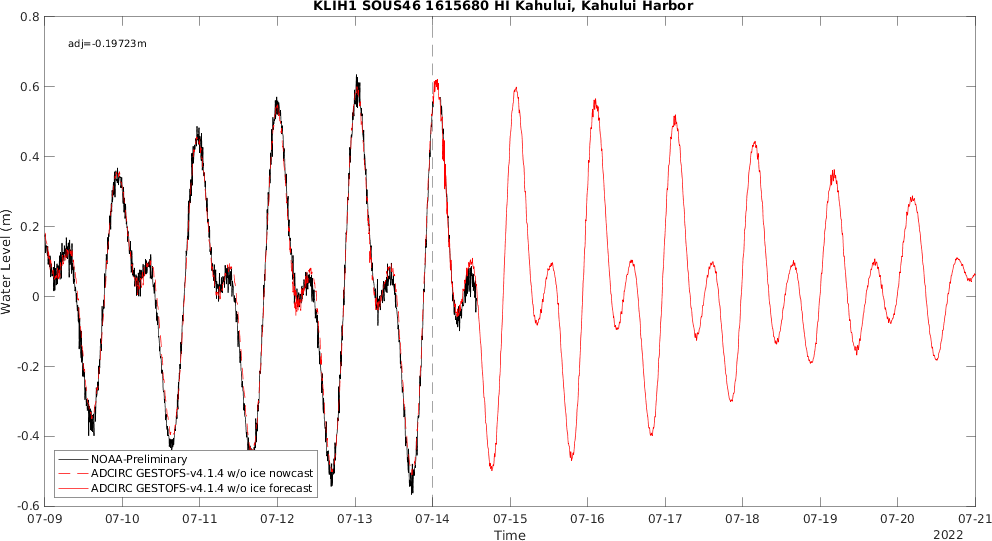 KLIH1 SOUS46 1615680 HI Kahului, Kahului Harbor
adj=-0.19723m
Water Level (m)
0.8
0.6
0.4
0.2
0
-0.2
-0.4
-0.6
NOAA-Preliminary
ADCIRC GESTOFS-v4.1.4 w/o ice nowcast
ADCIRC GESTOFS-v4.1.4 w/o ice forecast
07-09 07-10 07-11 07-12 07-13 07-14 07-15 07-16 07-17 07-18 07-19 07-20 07-21
Time
2022